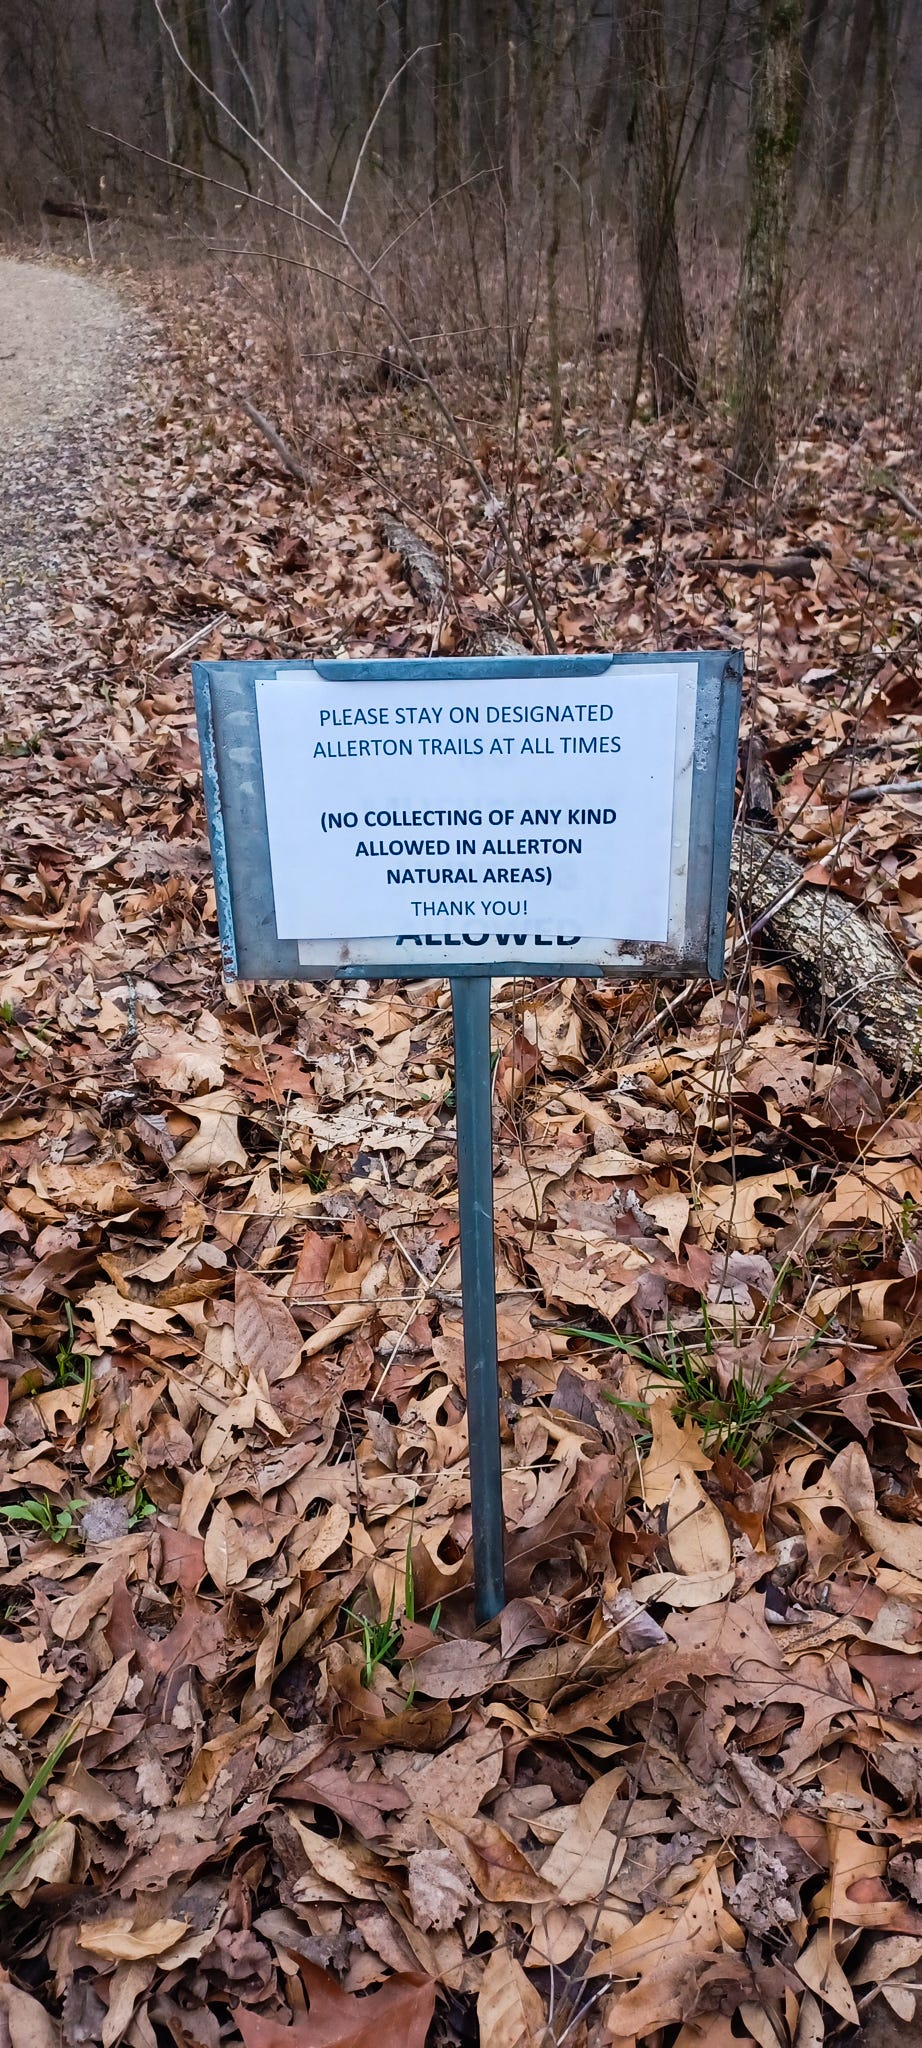 PLEASE STAY ON DESIGNATED
ALLERTON TRAILS AT ALL TIMES
(NO COLLECTING OF ANY KIND
ALLOWED IN ALLERTON
NATURAL AREAS)
THANK YOU!
ALLOWED